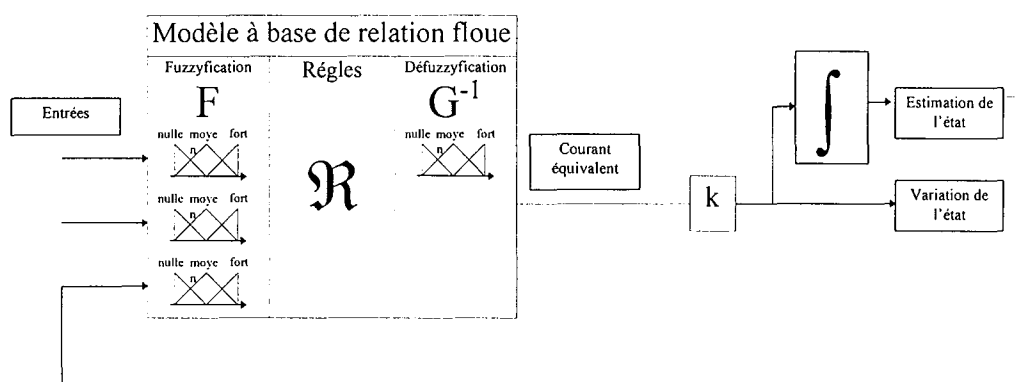 Modèle à base de relation floue
Fuzzyfication
Régles
Défuzzyfication
F
G-1
Entrées
nulle moye fort
n
nulle moye fort
n
ℜ
Courant
équivalent
nulle moye fort
n
nulle moye fort
n
k
∫
Estimation de
l'état
Variation de
l'état